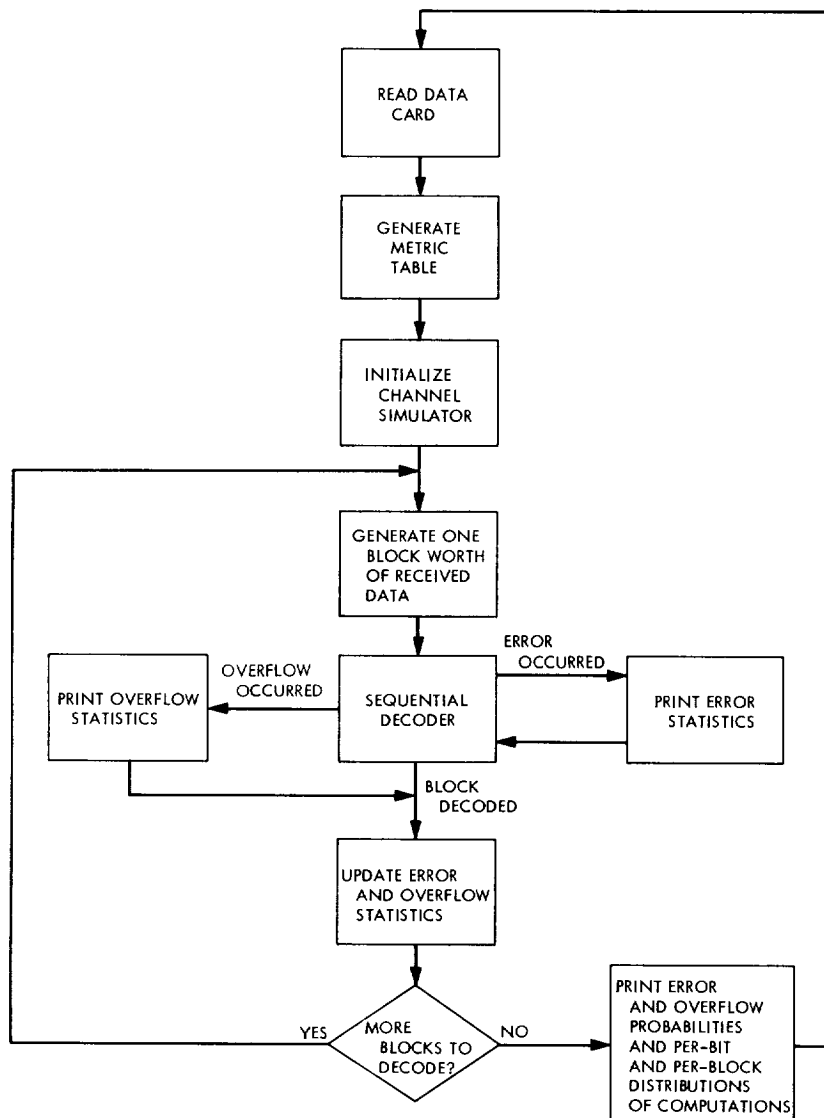 READ DATA
CARD
GENERATE
METRIC
TABLE
INITIALIZE
CHANNEL
SIMULATOR
GENERATE ONE
BLOCK WORTH
OF RECEIVED
DATA
OVERFLOW
OCCURRED
ERROR
OCCURRED
PRINT OVERFLOW
STATISTICS
SEQUENTIAL
DECODER
PRINT ERROR
STATISTICS
BLOCK
DECODED
UPDATE ERROR
AND OVERFLOW
STATISTICS
YES
MORE
BLOCKS TO
DECODE?
NO
PRINT ERROR
AND OVERFLOW
PROBABILITIES
AND PER-BIT
AND PER-BLOCK
DISTRIBUTIONS
OF COMPUTATIONS